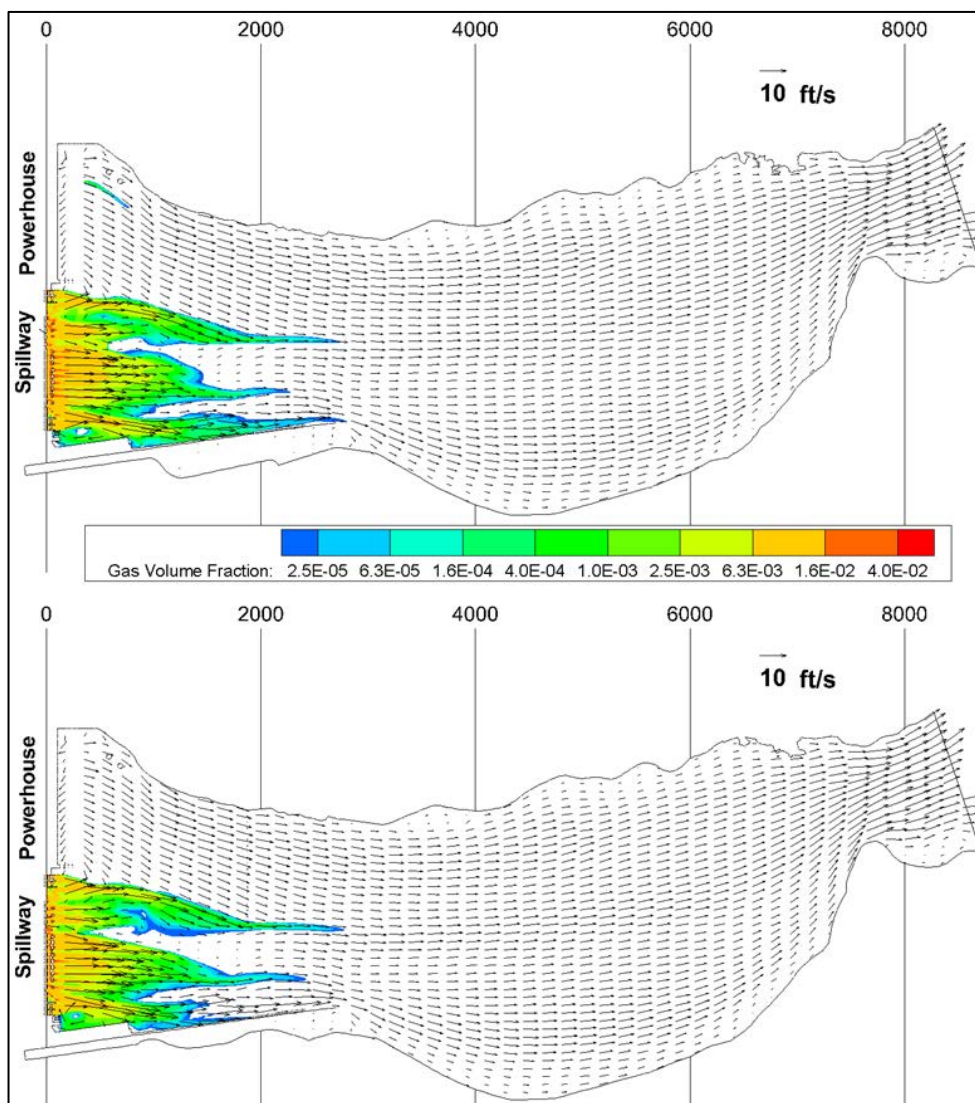 0 2000 4000 6000 8000
10 ft/s
Powerhouse
Spillway
Gas Volume Fraction: 2.5E-05 6.3E-05 1.6E-04 4.0E-04 1.0E-03 2.5E-03 6.3E-03 1.6E-02 4.0E-02
0 2000 4000 6000 8000
10 ft/s
Powerhouse
Spillway